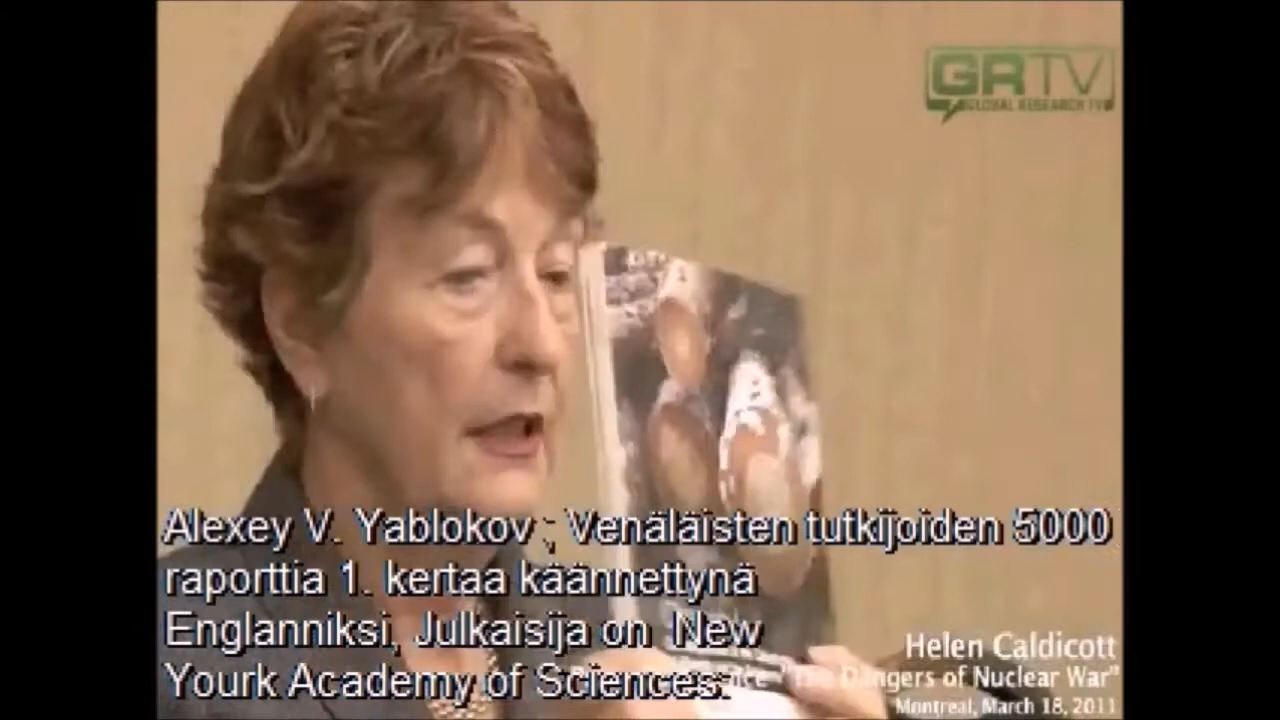 GRTV
GLOBAL RESEARCH TV
Alexey V. Yablokov ; Venäläisten tutkijoiden 5000
raporttia 1. kertaa käännettynä
Englanniksi, Julkaisija on New
Yourk Academy of Sciences.
Helen Caldicott
"The Dangers of Nuclear War"
Montreal, March 18, 2011